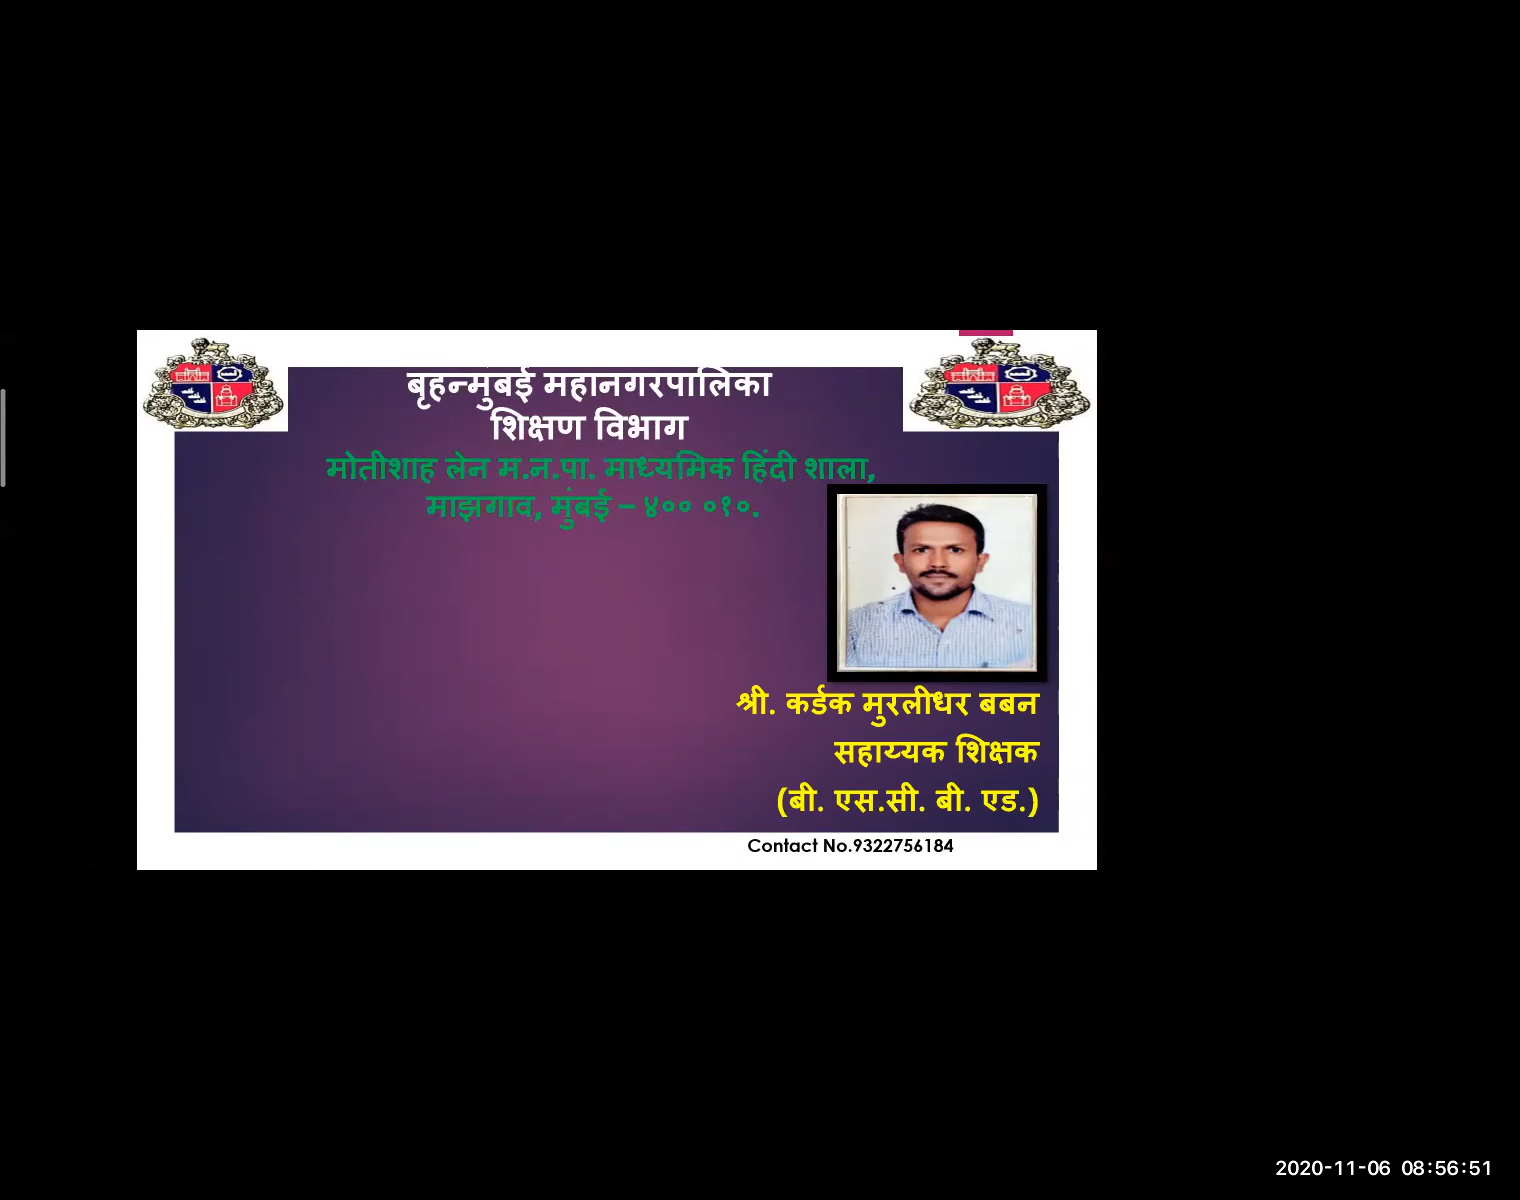 बृहन्मुंबई महानगरपालिका
शिक्षण विभाग
मोतीशाह लेन म.न.पा. माध्यमिक हिंदी शाला,
माझगाव, मुंबई – ४०० ०१०.
श्री. कर्डक मुरलीधर बबन
सहाय्यक शिक्षक
(बी. एस.सी. बी. एड.)
Contact No.9322756184
2020-11-06 08:56:51